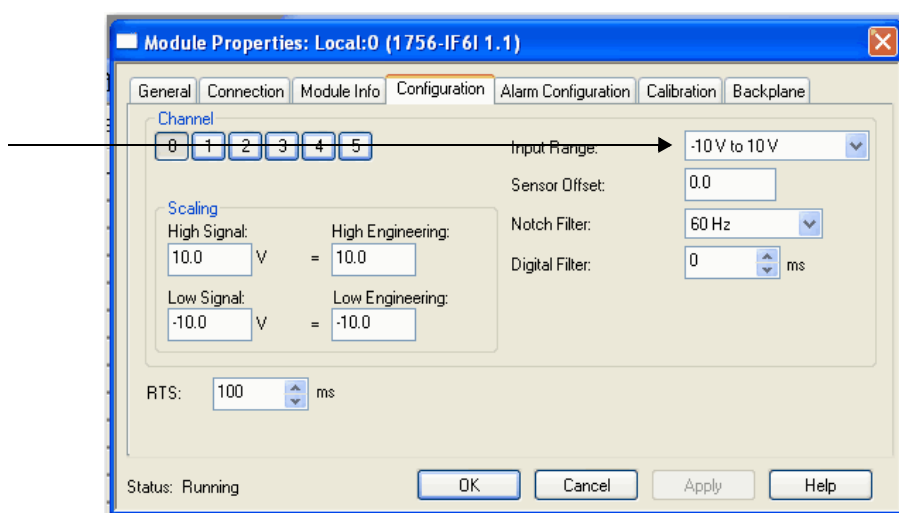 Module Properties: Local:0 (1756-IF6I 1.1)
General Connection Module Info Configuration Alarm Configuration Calibration Backplane
Channel
0 1 2 3 4 5
Input Range: -10 V to 10 V
Sensor Offset: 0.0
Scaling
High Signal: High Engineering:
Notch Filter: 60 Hz
10.0 V = 10.0
Digital Filter: 0 ms
Low Signal: Low Engineering:
-10.0 V = -10.0
RTS: 100 ms
Status: Running OK Cancel Apply Help